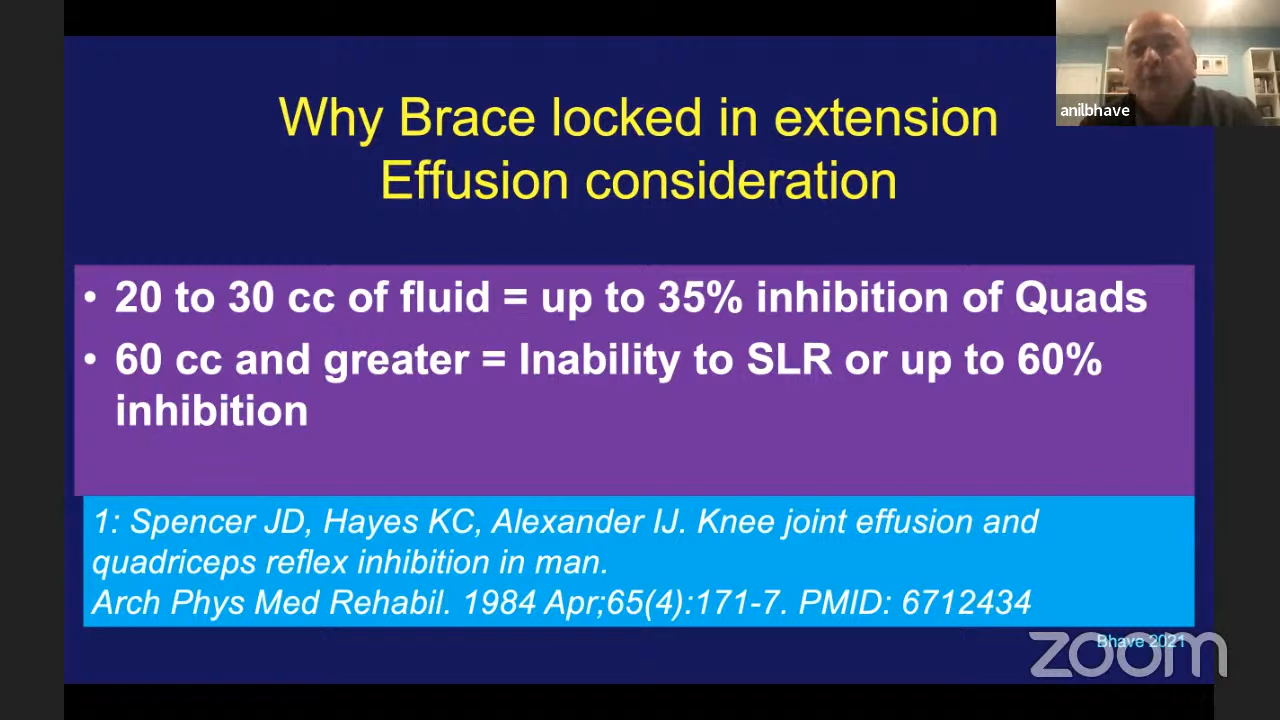 anilbhave
Why Brace locked in extension
Effusion consideration
• 20 to 30 cc of fluid = up to 35% inhibition of Quads
• 60 cc and greater = Inability to SLR or up to 60%
inhibition
1: Spencer JD, Hayes KC, Alexander IJ. Knee joint effusion and
quadriceps reflex inhibition in man.
Arch Phys Med Rehabil. 1984 Apr;65(4):171-7. PMID: 6712434
Bhave 2021
zoom